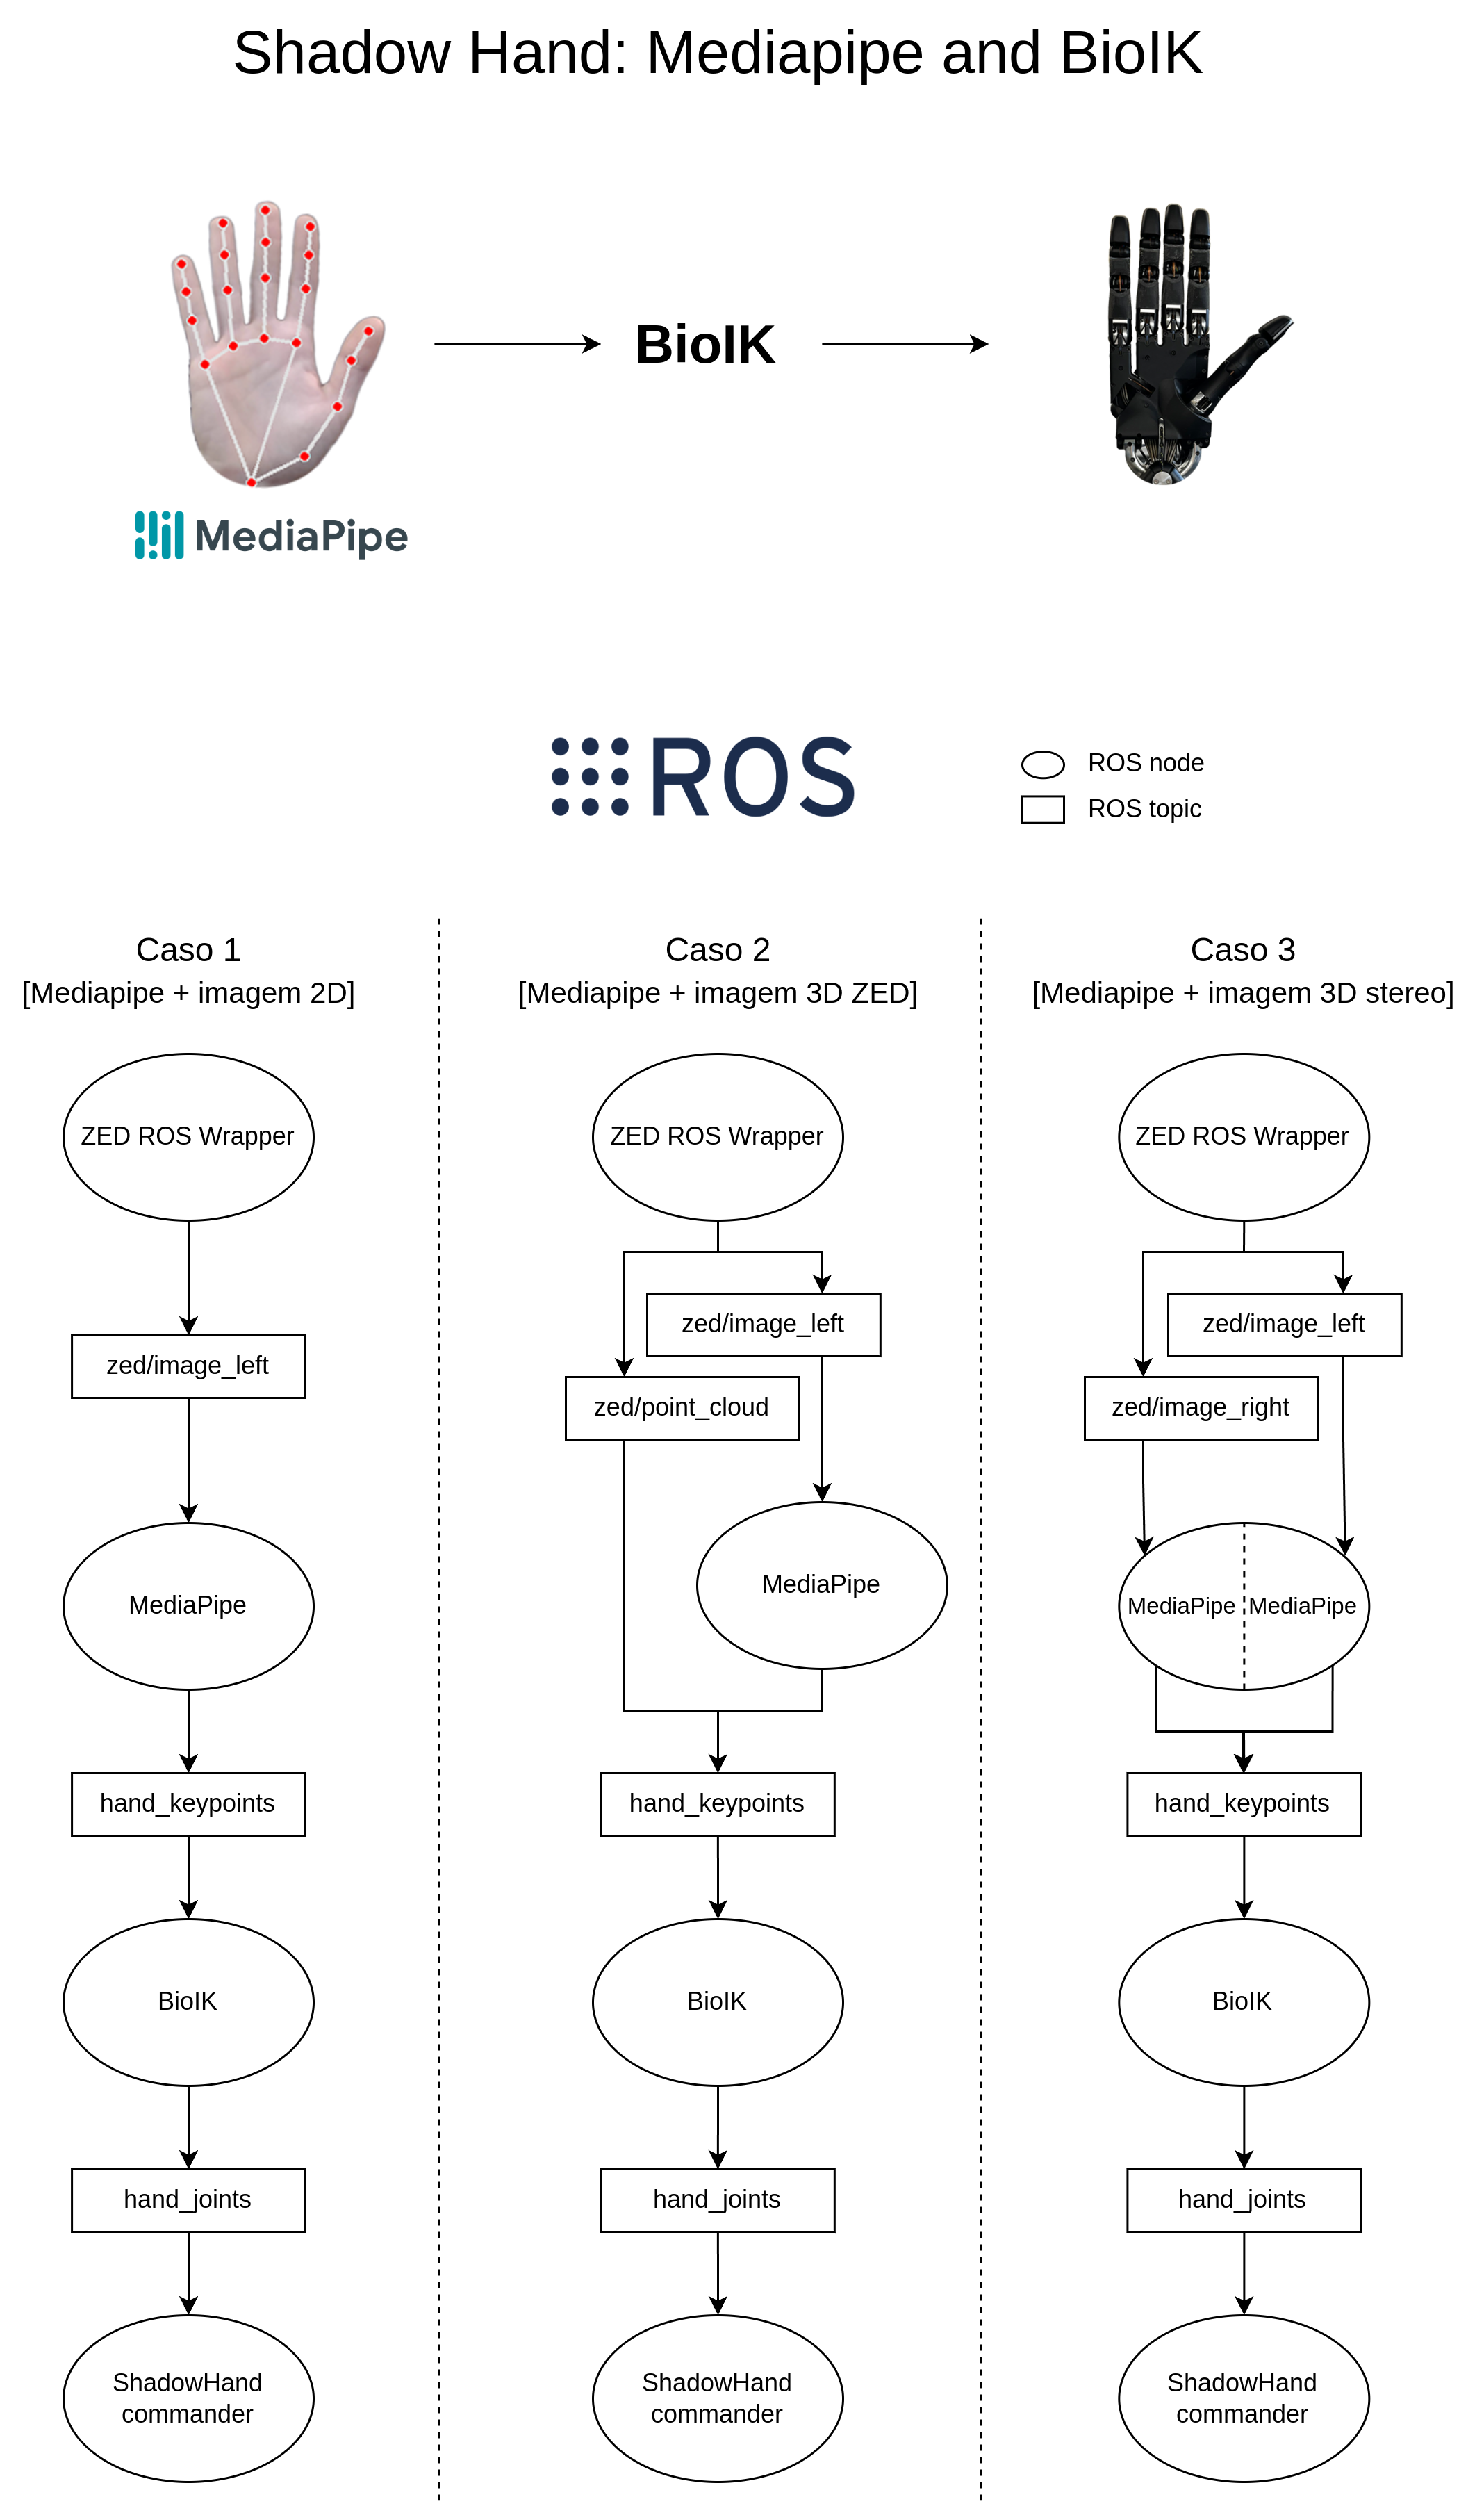 Shadow Hand: Mediapipe and BioIK
BioIK
MediaPipe
ROS
ROS node
ROS topic
Caso 1
[Mediapipe + imagem 2D]
ZED ROS Wrapper
zed/image_left
MediaPipe
hand_keypoints
BioIK
hand_joints
ShadowHand
commander
Caso 2
[Mediapipe + imagem 3D ZED]
ZED ROS Wrapper
zed/image_left
zed/point_cloud
MediaPipe
hand_keypoints
BioIK
hand_joints
ShadowHand
commander
Caso 3
[Mediapipe + imagem 3D stereo]
ZED ROS Wrapper
zed/image_left
zed/image_right
MediaPipe
MediaPipe
hand_keypoints
BioIK
hand_joints
ShadowHand
commander